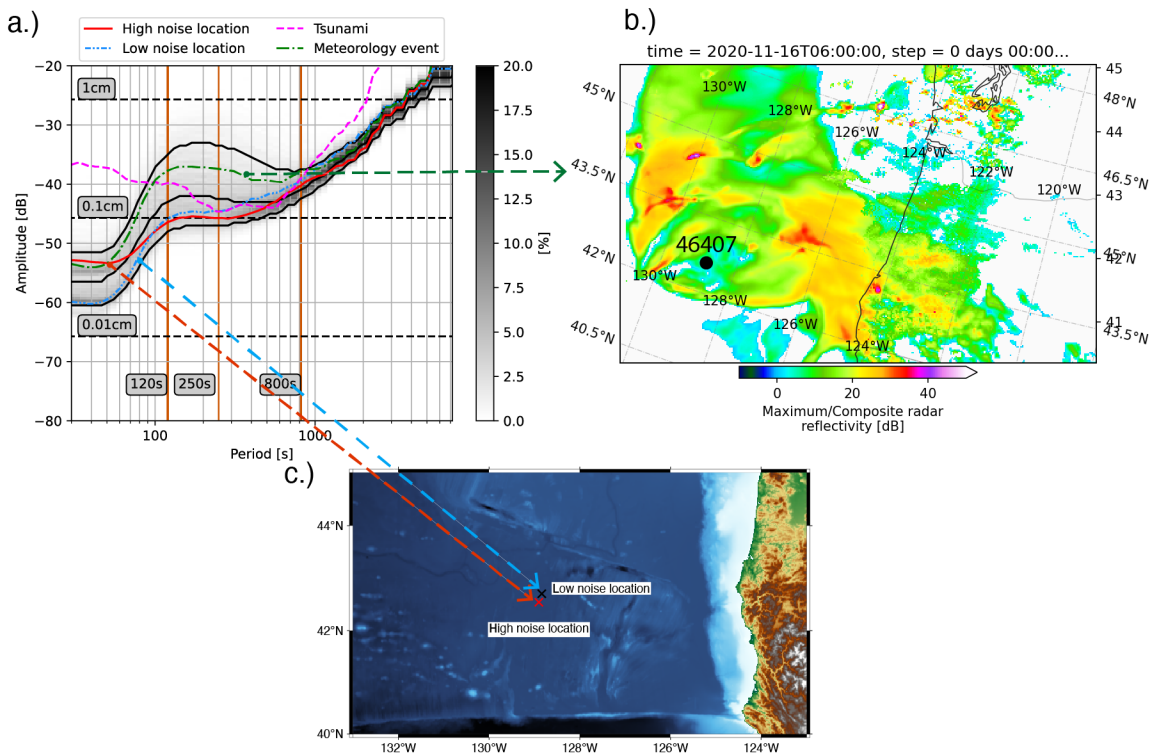 a.)
High noise location
Low noise location
Tsunami
Meteorology event
−20
−30
−40
−50
−60
−70
−80
Amplitude [dB]
1cm
0.1cm
0.01cm
120s
250s
800s
100
1000
Period [s]
20.0
17.5
15.0
12.5
10.0
7.5
5.0
2.5
0.0
[%]
b.)
time = 2020-11-16T06:00:00, step = 0 days 00:00...
45°N
43.5°N
42°N
40.5°N
130°W
128°W
126°W
124°W
122°W
120°W
45
48°N
44
46.5°N
43
45°N
41
43.5°N
46407
130°W
128°W
126°W
124°W
0
20
40
Maximum/Composite radar
reflectivity [dB]
c.)
44°N
42°N
40°N
Low noise location
High noise location
132°W
130°W
128°W
126°W
124°W